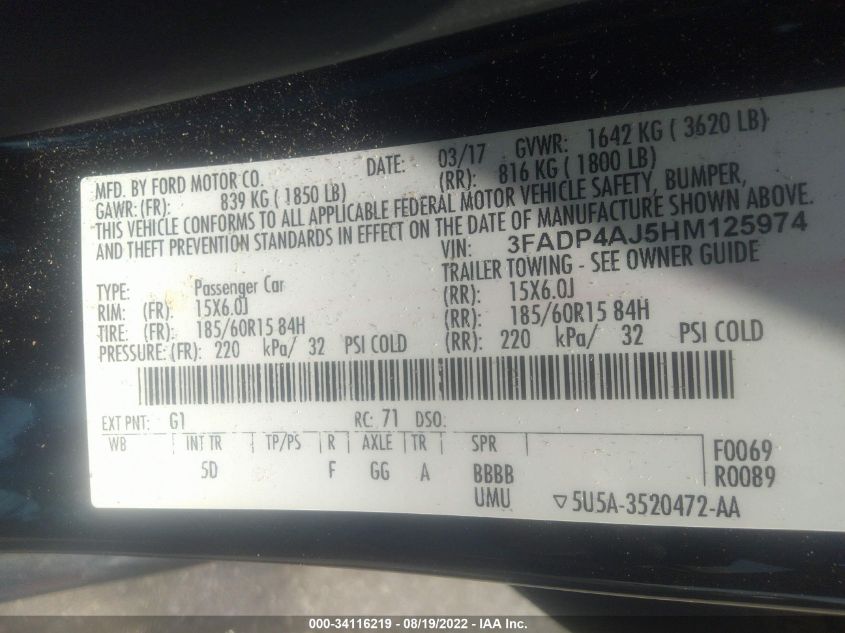 MFD. BY FORD MOTOR CO. DATE: 03/17 GVWR: 1642 KG ( 3620 LB)
GAWR: (FR): 839 KG ( 1850 LB) (RR): 816 KG ( 1800 LB)
THIS VEHICLE CONFORMS TO ALL APPLICABLE FEDERAL MOTOR VEHICLE SAFETY, BUMPER,
AND THEFT PREVENTION STANDARDS IN EFFECT ON THE DATE OF MANUFACTURE SHOWN ABOVE.
VIN: 3FADP4AJ5HM125974
TYPE: Passenger Car TRAILER TOWING - SEE OWNER GUIDE
RIM: (FR): 15X6.0J (RR): 15X6.0J
TIRE: (FR): 185/60R15 84H (RR): 185/60R15 84H
PRESSURE: (FR): 220 kPa/ 32 PSI COLD (RR): 220 kPa/ 32 PSI COLD
EXT PNT: G1 RC: 71 DSO:
WB INT TR TP/PS R AXLE TR SPR F0069
5D F GG A BBBB R0089
UMU ▽5U5A-3520472-AA
000-34116219 - 08/19/2022 - IAA Inc.